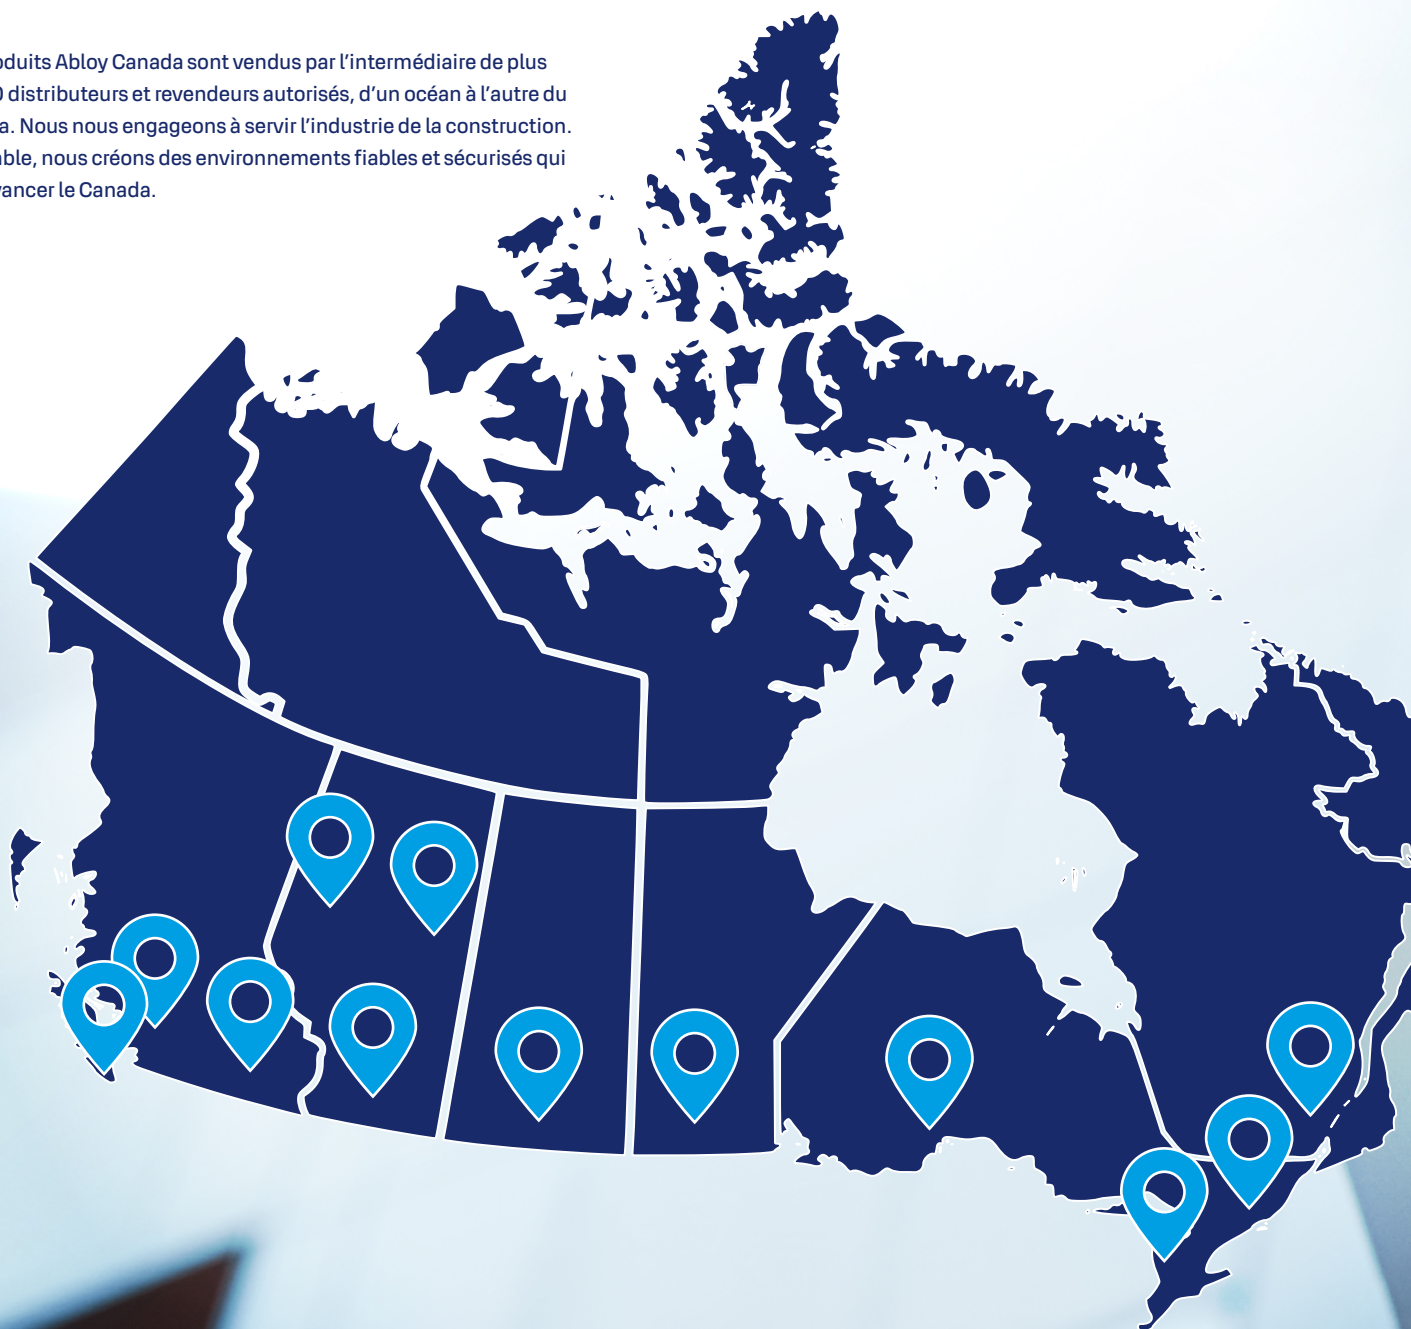 oduits Abloy Canada sont vendus par l’intermédiaire de plus
0 distributeurs et revendeurs autorisés, d’un océan à l’autre du
a. Nous nous engageons à servir l’industrie de la construction.
able, nous créons des environnements fiables et sécurisés qui
vancer le Canada.